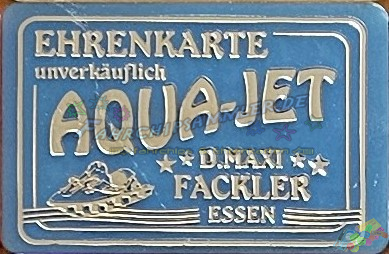 EHRENKARTE
unverkäuflich
AQUA-JET
D. MAXI
FACKLER
ESSEN